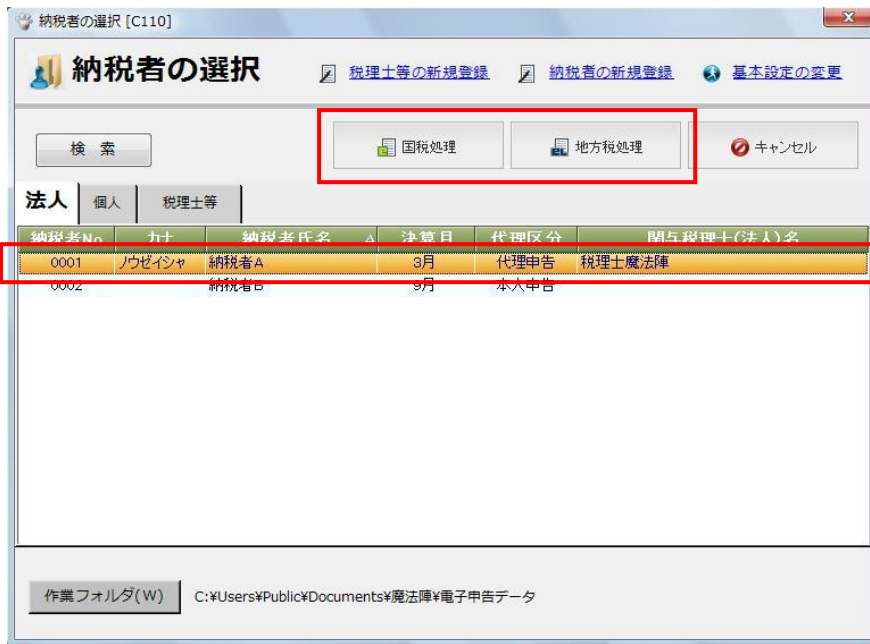 納税者の選択 [C110]
納税者の選択 税理士等の新規登録 納税者の新規登録 基本設定の変更
検 索 国税処理 地方税処理 キャンセル
法人 個人 税理士等
納税者No カナ 納税者氏名 △ 決算月 代理区分 関与税理士(法人)名
0001 ノウゼイシャ 納税者A 3月 代理申告 税理士魔法陣
0002 納税者B 9月 本人申告
作業フォルダ(W) C:¥Users¥Public¥Documents¥魔法陣¥電子申告データ